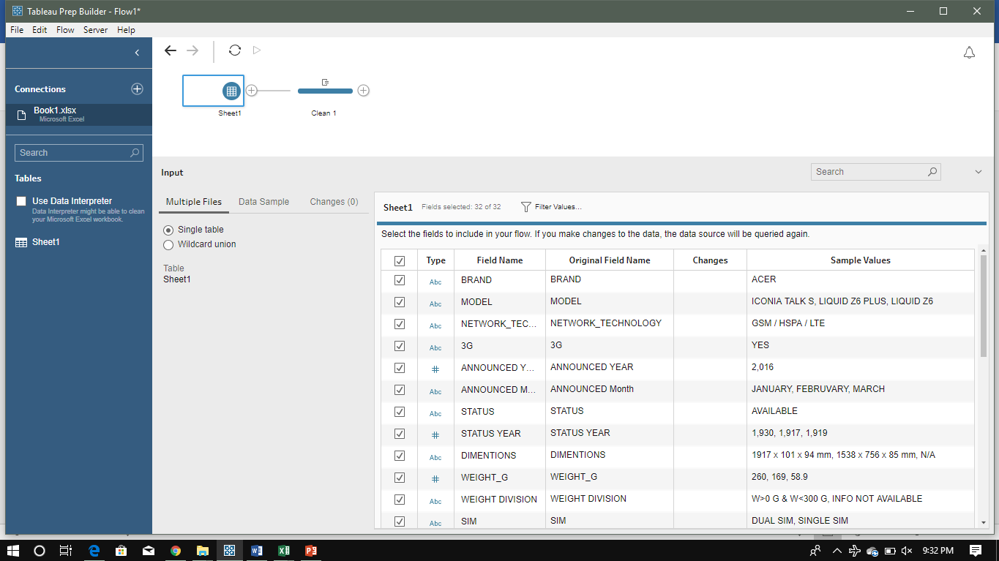 Tableau Prep Builder - Flow1*
File Edit Flow Server Help
Connections
Book1.xlsx
Microsoft Excel
Search
Tables
Use Data Interpreter
Data Interpreter might be able to clean
your Microsoft Excel workbook.
Sheet1
Sheet1
Clean 1
Input
Search
Multiple Files Data Sample Changes (0)
Single table
Wildcard union
Table
Sheet1
Sheet1 Fields selected: 32 of 32 Filter Values...
Select the fields to include in your flow. If you make changes to the data, the data source will be queried again.
Type Field Name Original Field Name Changes Sample Values
Abc BRAND BRAND ACER
Abc MODEL MODEL ICONIA TALK S, LIQUID Z6 PLUS, LIQUID Z6
Abc NETWORK_TEC... NETWORK_TECHNOLOGY GSM / HSPA / LTE
Abc 3G 3G YES
# ANNOUNCED Y... ANNOUNCED YEAR 2,016
Abc ANNOUNCED M... ANNOUNCED Month JANUARY, FEBRUVARY, MARCH
Abc STATUS STATUS AVAILABLE
# STATUS YEAR STATUS YEAR 1,930, 1,917, 1,919
Abc DIMENTIONS DIMENTIONS 1917 x 101 x 94 mm, 1538 x 756 x 85 mm, N/A
# WEIGHT_G WEIGHT_G 260, 169, 58.9
Abc WEIGHT DIVISION WEIGHT DIVISION W>0 G & W<300 G, INFO NOT AVAILABLE
Abc SIM SIM DUAL SIM, SINGLE SIM
9:32 PM